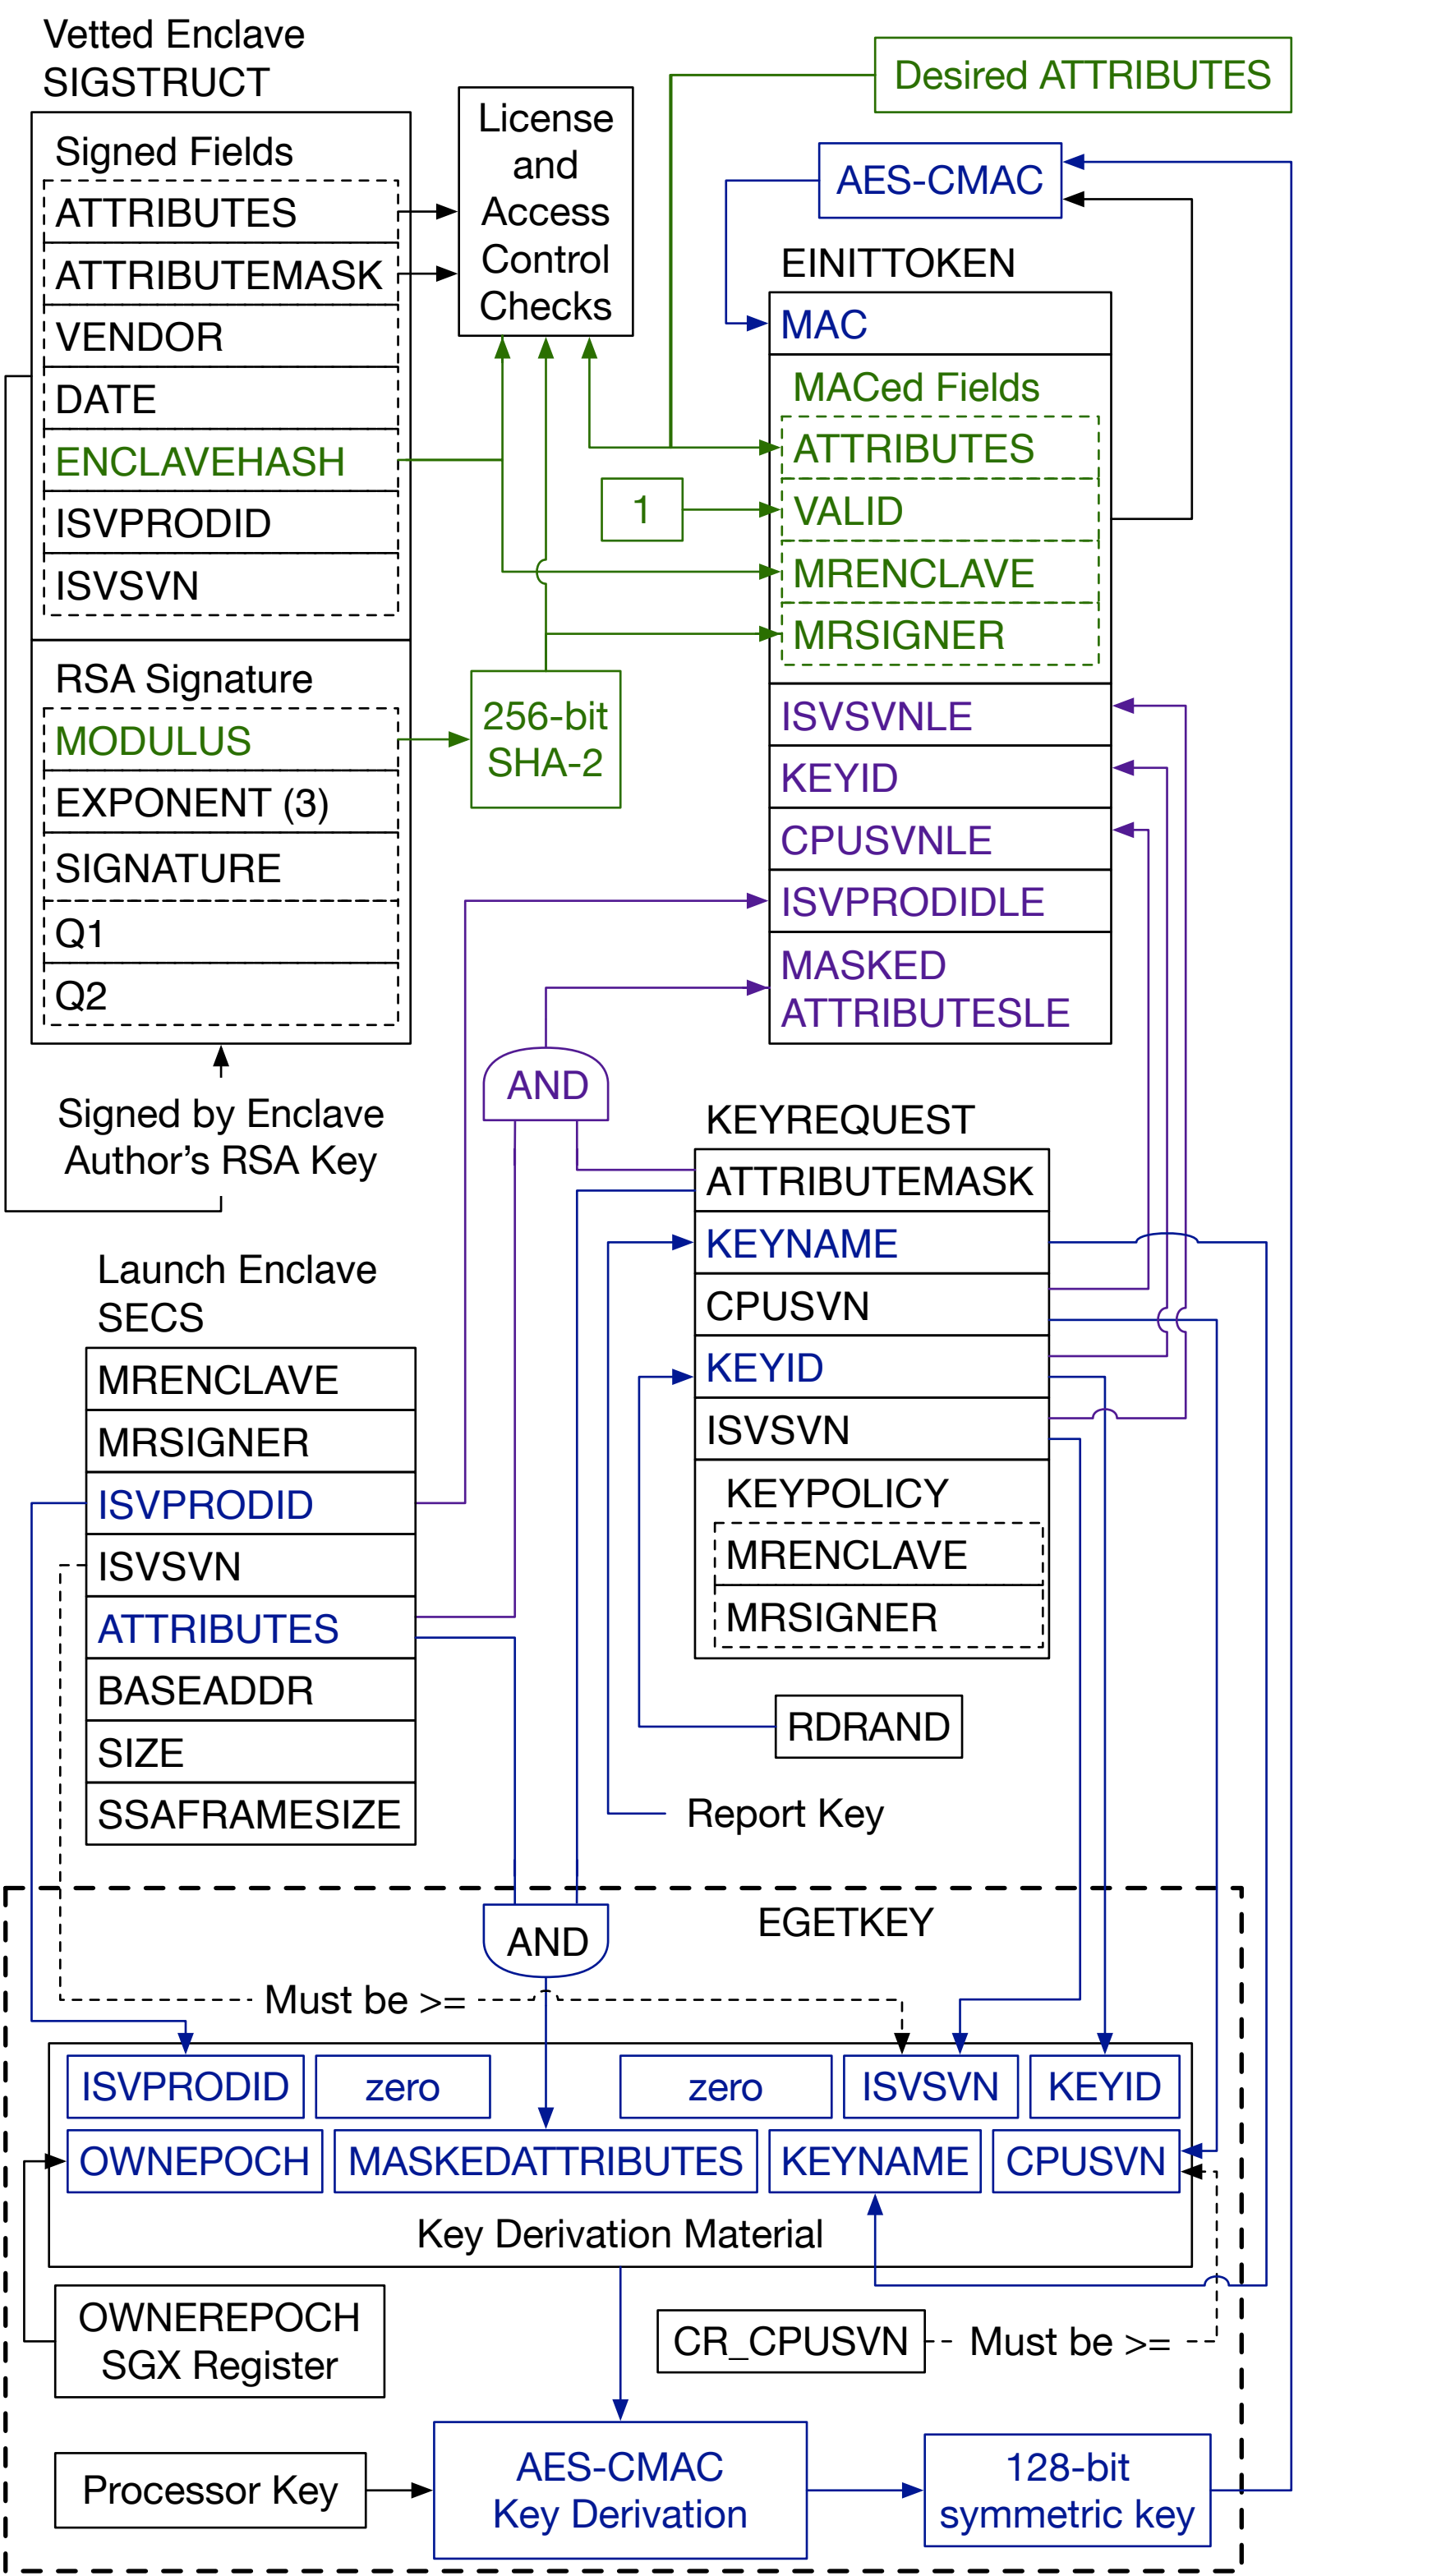 Vetted Enclave
SIGSTRUCT
Signed Fields
ATTRIBUTES
ATTRIBUTEMASK
VENDOR
DATE
ENCLAVEHASH
ISVPRODID
ISVSVN
RSA Signature
MODULUS
EXPONENT (3)
SIGNATURE
Q1
Q2
Signed by Enclave
Author’s RSA Key
License
and
Access
Control
Checks
256-bit
SHA-2
Desired ATTRIBUTES
AES-CMAC
EINITTOKEN
MAC
MACed Fields
ATTRIBUTES
1
VALID
MRENCLAVE
MRSIGNER
ISVSVNLE
KEYID
CPUSVNLE
ISVPRODIDLE
MASKED
ATTRIBUTESLE
AND
KEYREQUEST
ATTRIBUTEMASK
KEYNAME
CPUSVN
KEYID
ISVSVN
KEYPOLICY
MRENCLAVE
MRSIGNER
RDRAND
Report Key
Launch Enclave
SECS
MRENCLAVE
MRSIGNER
ISVPRODID
ISVSVN
ATTRIBUTES
BASEADDR
SIZE
SSAFRAMESIZE
EGETKEY
AND
Must be >=
ISVPRODID
zero
zero
ISVSVN
KEYID
OWNEPOCH
MASKEDATTRIBUTES
KEYNAME
CPUSVN
Key Derivation Material
OWNEREPOCH
SGX Register
CR_CPUSVN
Must be >=
Processor Key
AES-CMAC
Key Derivation
128-bit
symmetric key